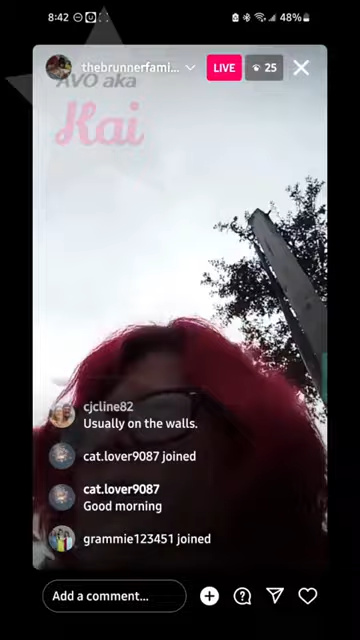 8:42
48%
thebrunnerfami...
LIVE
25
AVO aka
Kai
cjcline82
Usually on the walls.
cat.lover9087 joined
cat.lover9087
Good morning
grammie123451 joined
Add a comment...